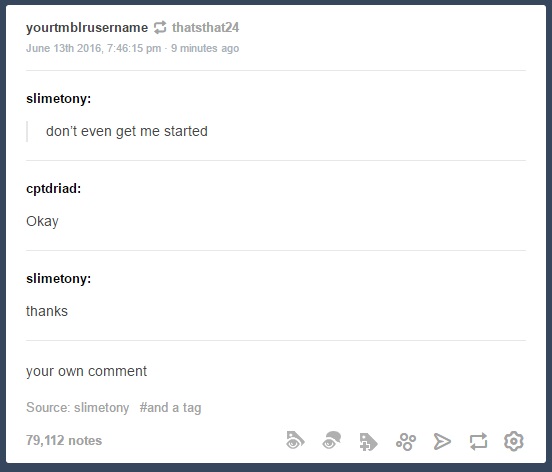 yourtmblrusername thatsthat24
June 13th 2016, 7:46:15 pm · 9 minutes ago
slimetony:
don't even get me started
cptdriad:
Okay
slimetony:
thanks
your own comment
Source: slimetony #and a tag
79,112 notes